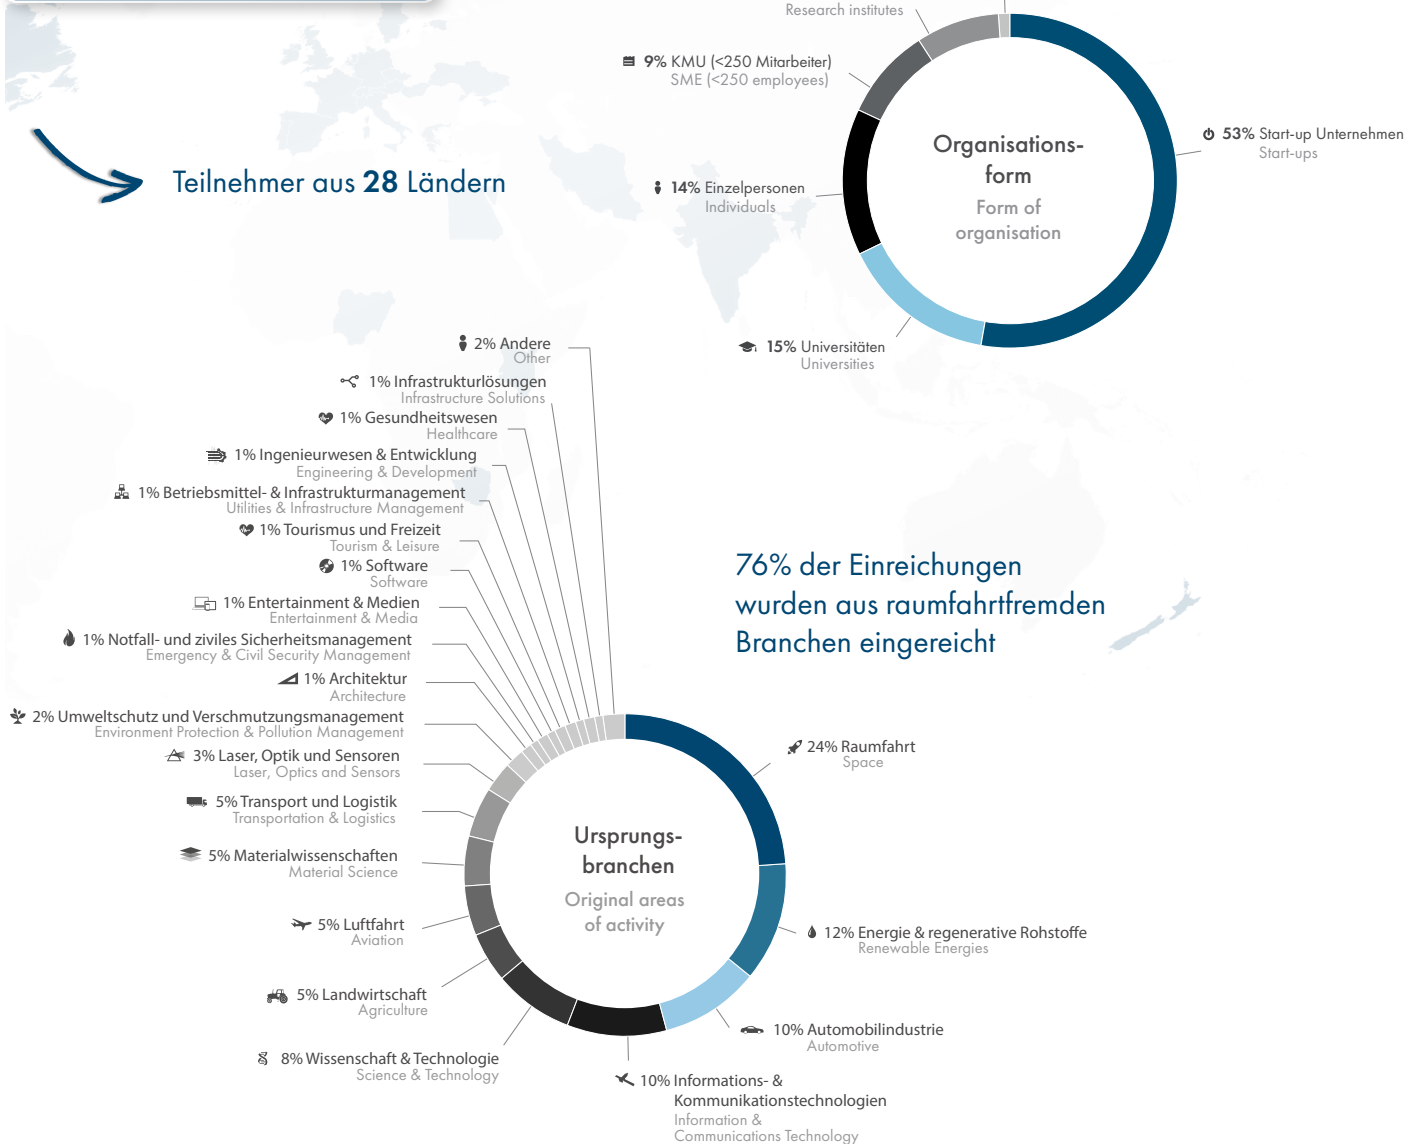 Research institutes
9% KMU (<250 Mitarbeiter)
SME (<250 employees)
53% Start-up Unternehmen
Start-ups
Organisations-
form
Form of
organisation
Teilnehmer aus 28 Ländern
14% Einzelpersonen
Individuals
15% Universitäten
Universities
2% Andere
Other
1% Infrastrukturlösungen
Infrastructure Solutions
1% Gesundheitswesen
Healthcare
1% Ingenieurwesen & Entwicklung
Engineering & Development
1% Betriebsmittel- & Infrastrukturmanagement
Utilities & Infrastructure Management
1% Tourismus und Freizeit
Tourism & Leisure
1% Software
Software
1% Entertainment & Medien
Entertainment & Media
1% Notfall- und ziviles Sicherheitsmanagement
Emergency & Civil Security Management
1% Architektur
Architecture
2% Umweltschutz und Verschmutzungsmanagement
Environment Protection & Pollution Management
3% Laser, Optik und Sensoren
Laser, Optics and Sensors
5% Transport und Logistik
Transportation & Logistics
5% Materialwissenschaften
Material Science
5% Luftfahrt
Aviation
5% Landwirtschaft
Agriculture
8% Wissenschaft & Technologie
Science & Technology
76% der Einreichungen
wurden aus raumfahrtfremden
Branchen eingereicht
Ursprungs-
branchen
Original areas
of activity
24% Raumfahrt
Space
12% Energie & regenerative Rohstoffe
Renewable Energies
10% Automobilindustrie
Automotive
10% Informations- &
Kommunikationstechnologien
Information &
Communications Technology